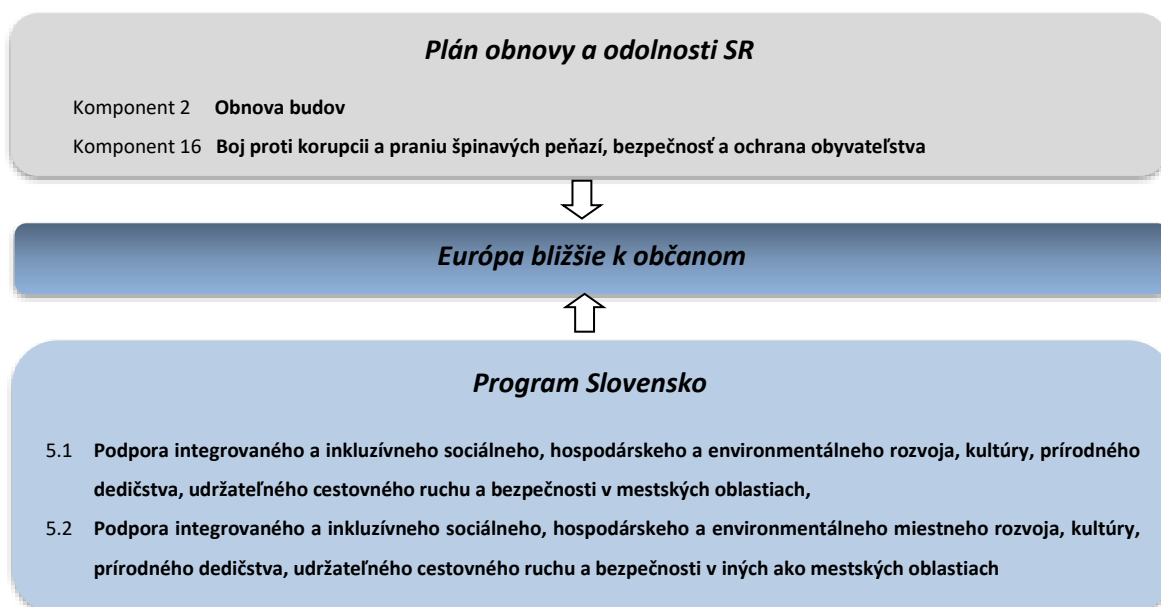 Plán obnovy a odolnosti SR
Komponent 2 Obnova budov
Komponent 16 Boj proti korupcii a praniu špinavých peňazí, bezpečnosť a ochrana obyvateľstva
Európa bližšie k občanom
Program Slovensko
5.1 Podpora integrovaného a inkluzívneho sociálneho, hospodárskeho a environmentálneho rozvoja, kultúry, prírodného
dedičstva, udržateľného cestovného ruchu a bezpečnosti v mestských oblastiach,
5.2 Podpora integrovaného a inkluzívneho sociálneho, hospodárskeho a environmentálneho miestneho rozvoja, kultúry,
prírodného dedičstva, udržateľného cestovného ruchu a bezpečnosti v iných ako mestských oblastiach